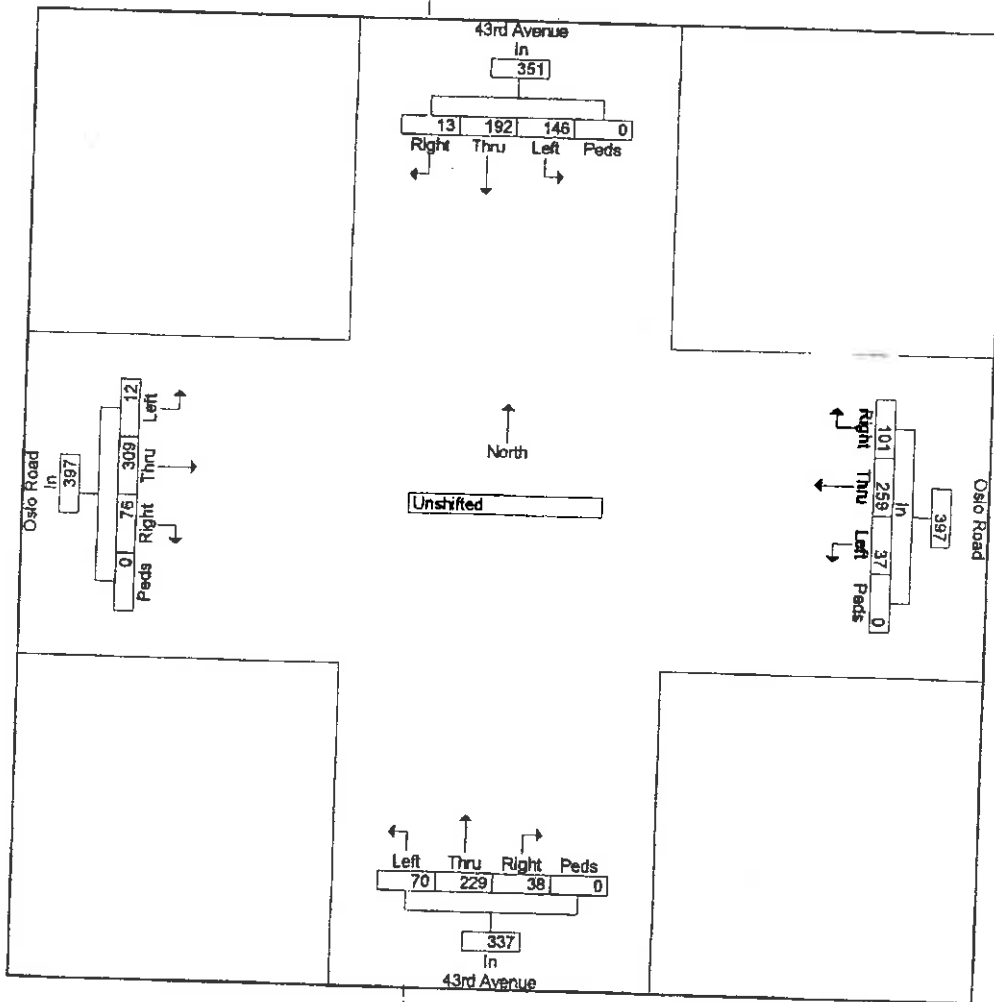 43rd Avenue
In
351
13 192 146 0
Right Thru Left Peds
Oslo Road
In
397
12 309 76 0
Left Thru Right Peds
North
Unshifted
Right Thru Left Peds
101 259 37 0
In
397
Oslo Road
Left Thru Right Peds
70 229 38 0
337
In
43rd Avenue